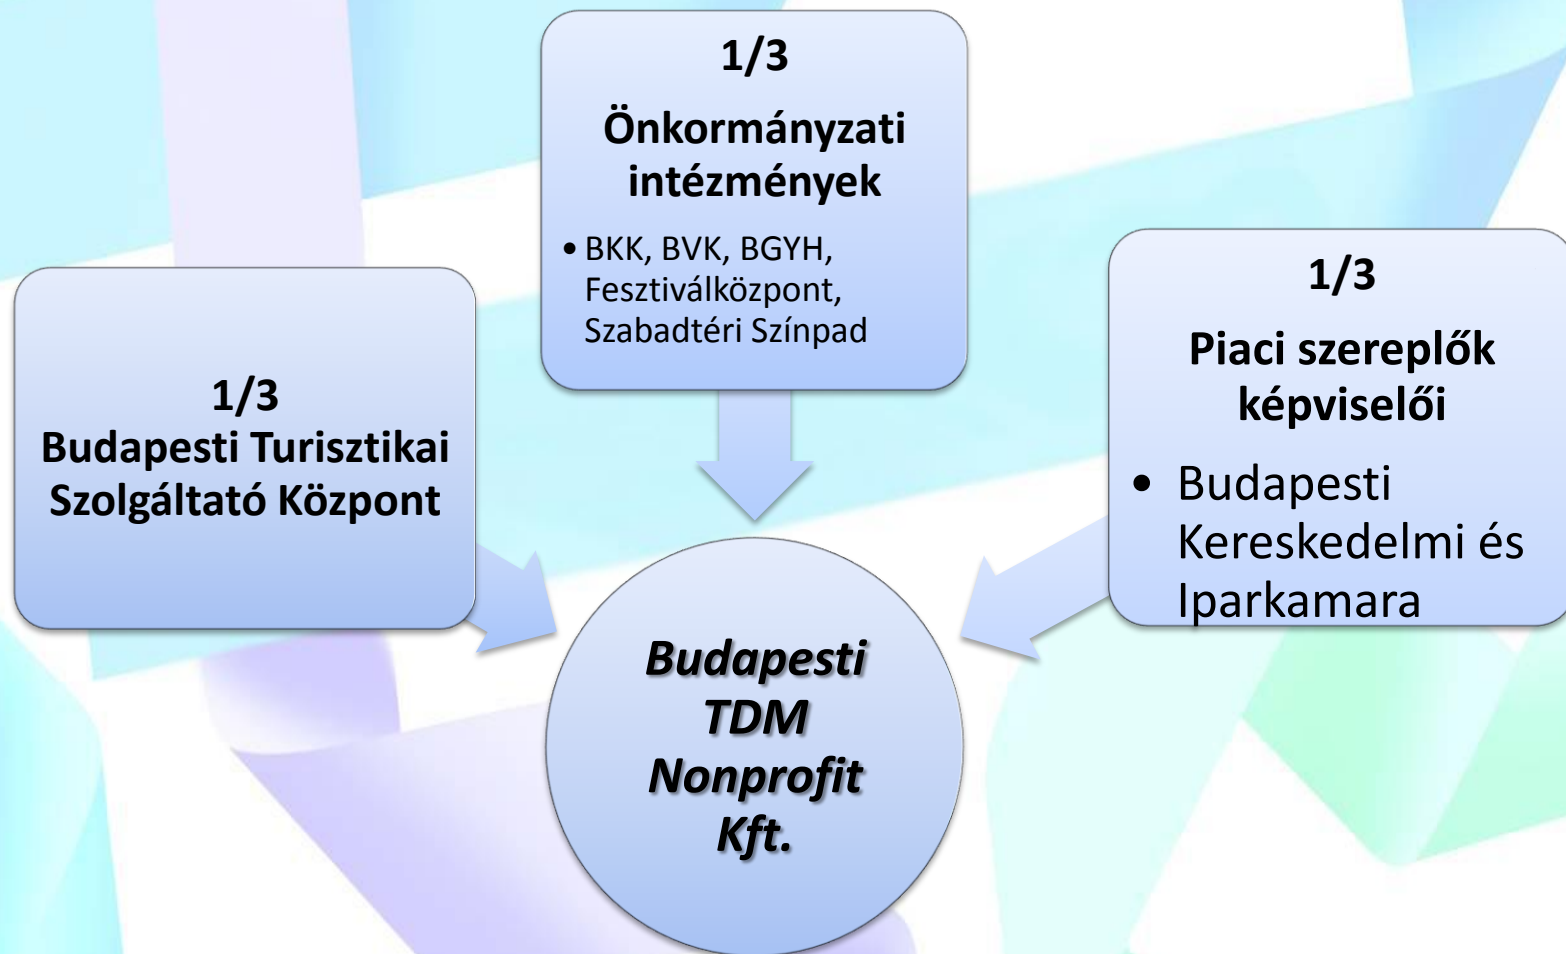 1/3
Budapesti Turisztikai
Szolgáltató Központ
1/3
Önkormányzati
intézmények
• BKK, BVK, BGYH,
Fesztiválközpont,
Szabadtéri Színpad
1/3
Piaci szereplők
képviselői
• Budapesti
Kereskedelmi és
Iparkamara
Budapesti
TDM
Nonprofit
Kft.